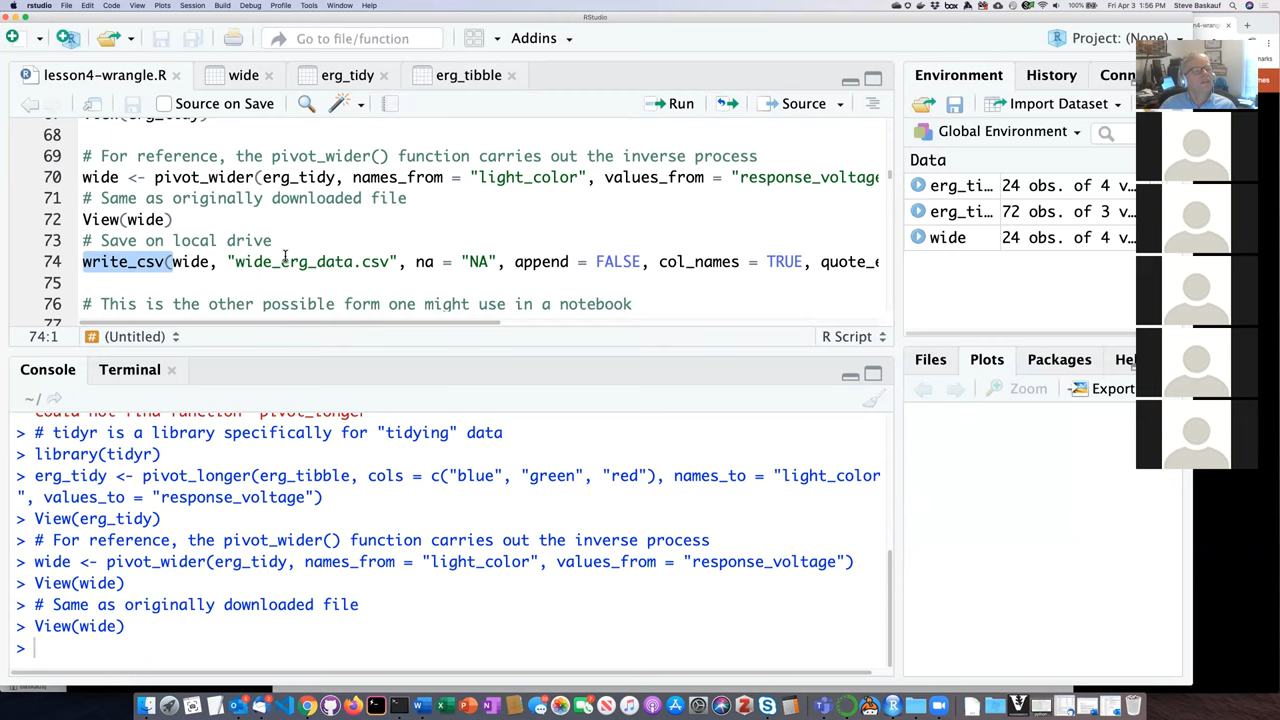 rstudio File Edit Code View Plots Session Build Debug Profile Tools Window Help 100% Fri Apr 3 1:56 PM Steve Baskauf
RStudio
Go to file/function Addins Project: (None)
lesson4-wrangle.R wide erg_tidy erg_tibble
Source on Save Run Source
68
69 # For reference, the pivot_wider() function carries out the inverse process
70 wide <- pivot_wider(erg_tidy, names_from = "light_color", values_from = "response_voltage
71 # Same as originally downloaded file
72 View(wide)
73 # Save on local drive
74 write_csv(wide, "wide_erg_data.csv", na = "NA", append = FALSE, col_names = TRUE, quote_e
75
76 # This is the other possible form one might use in a notebook
77
74:1 (Untitled) R Script
Console Terminal
~/
could not find function "pivot_longer"
> # tidyr is a library specifically for "tidying" data
> library(tidyr)
> erg_tidy <- pivot_longer(erg_tibble, cols = c("blue", "green", "red"), names_to = "light_color
", values_to = "response_voltage")
> View(erg_tidy)
> # For reference, the pivot_wider() function carries out the inverse process
> wide <- pivot_wider(erg_tidy, names_from = "light_color", values_from = "response_voltage")
> View(wide)
> # Same as originally downloaded file
> View(wide)
>
Environment History Conn
Import Dataset
Global Environment
Data
erg_ti… 24 obs. of 4 v…
erg_ti… 72 obs. of 3 v…
wide 24 obs. of 4 v…
Files Plots Packages He
Zoom Export